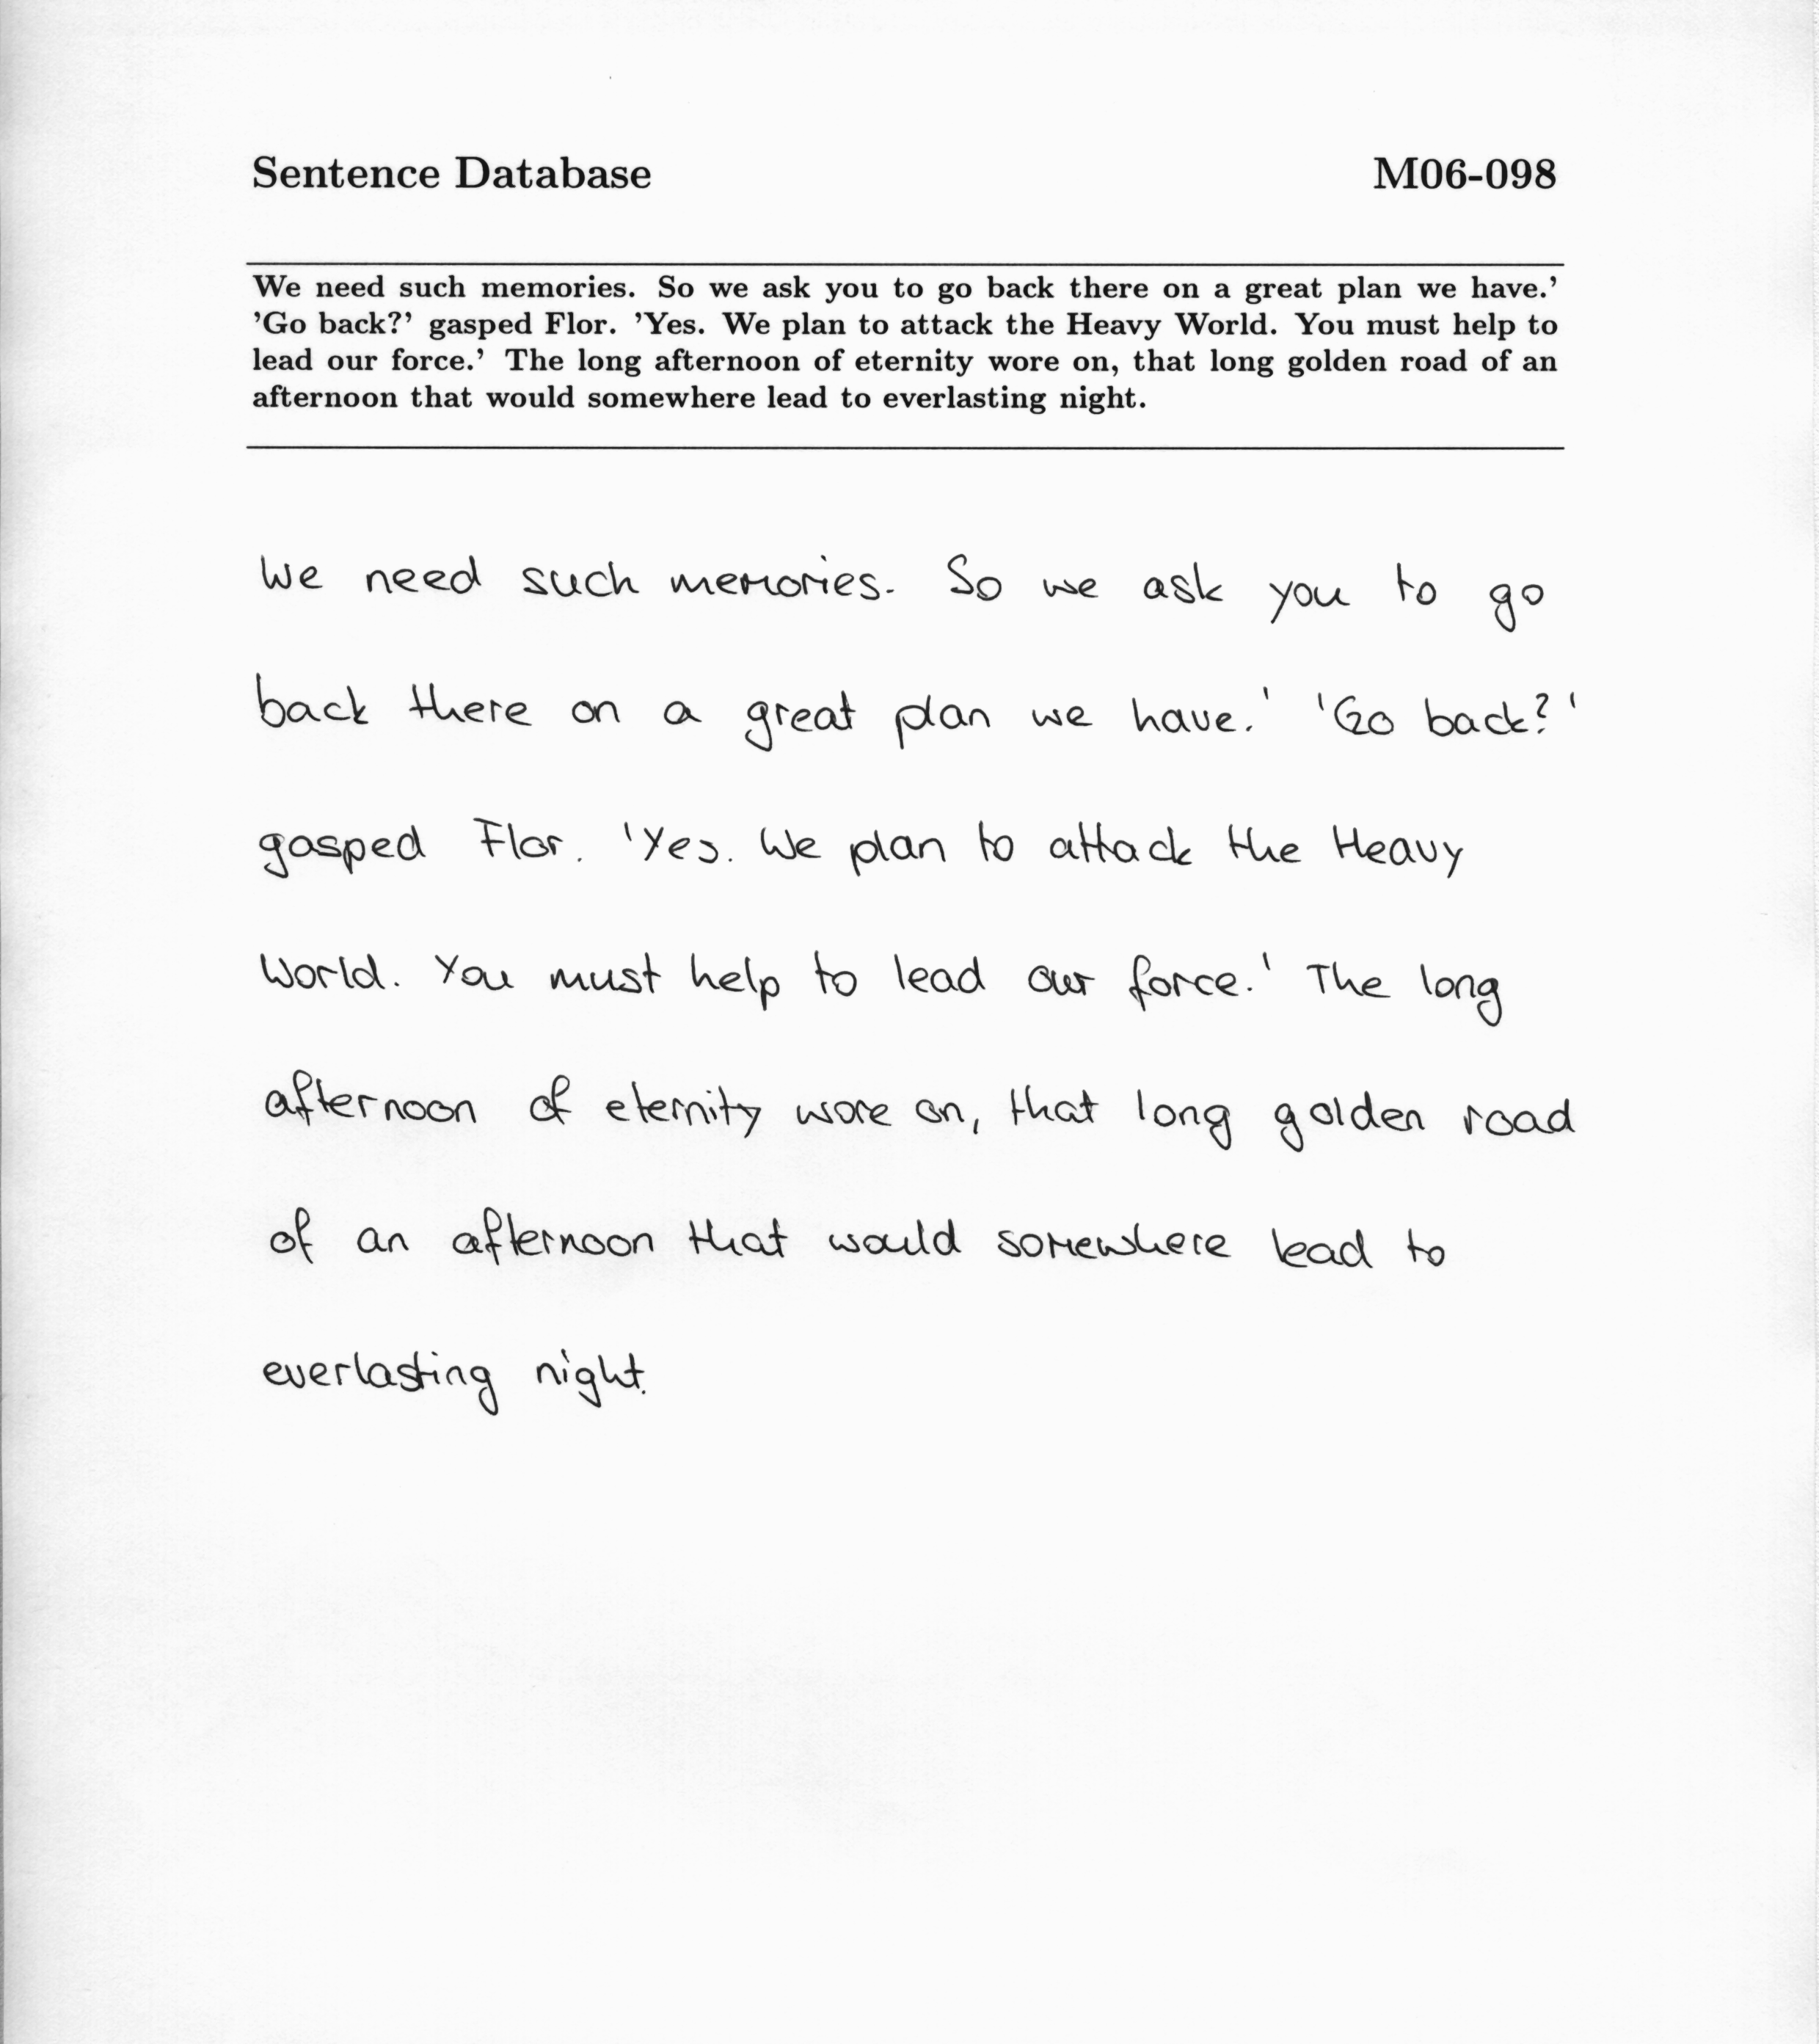 Sentence Database M06-098
We need such memories. So we ask you to go back there on a great plan we have.’
’Go back?’ gasped Flor. ’Yes. We plan to attack the Heavy World. You must help to
lead our force.’ The long afternoon of eternity wore on, that long golden road of an
afternoon that would somewhere lead to everlasting night.
We need such memories. So we ask you to go
back there on a great plan we have.' 'Go back?'
gasped Flor. 'Yes. We plan to attack the Heavy
World. You must help to lead our force.' The long
afternoon of eternity wore on, that long golden road
of an afternoon that would somewhere lead to
everlasting night.